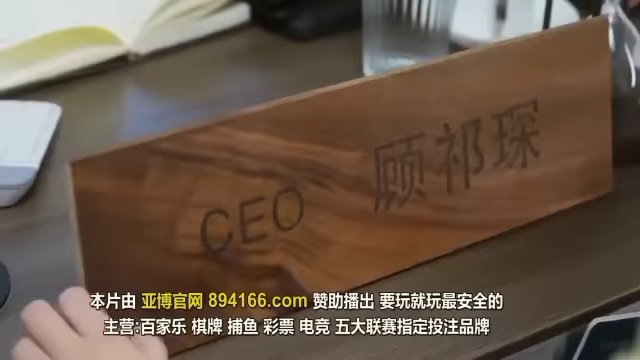 CEO 顾祁琛
本片由 亚博官网 894166.com 赞助播出 要玩就玩最安全的
主营:百家乐 棋牌 捕鱼 彩票 电竞 五大联赛指定投注品牌